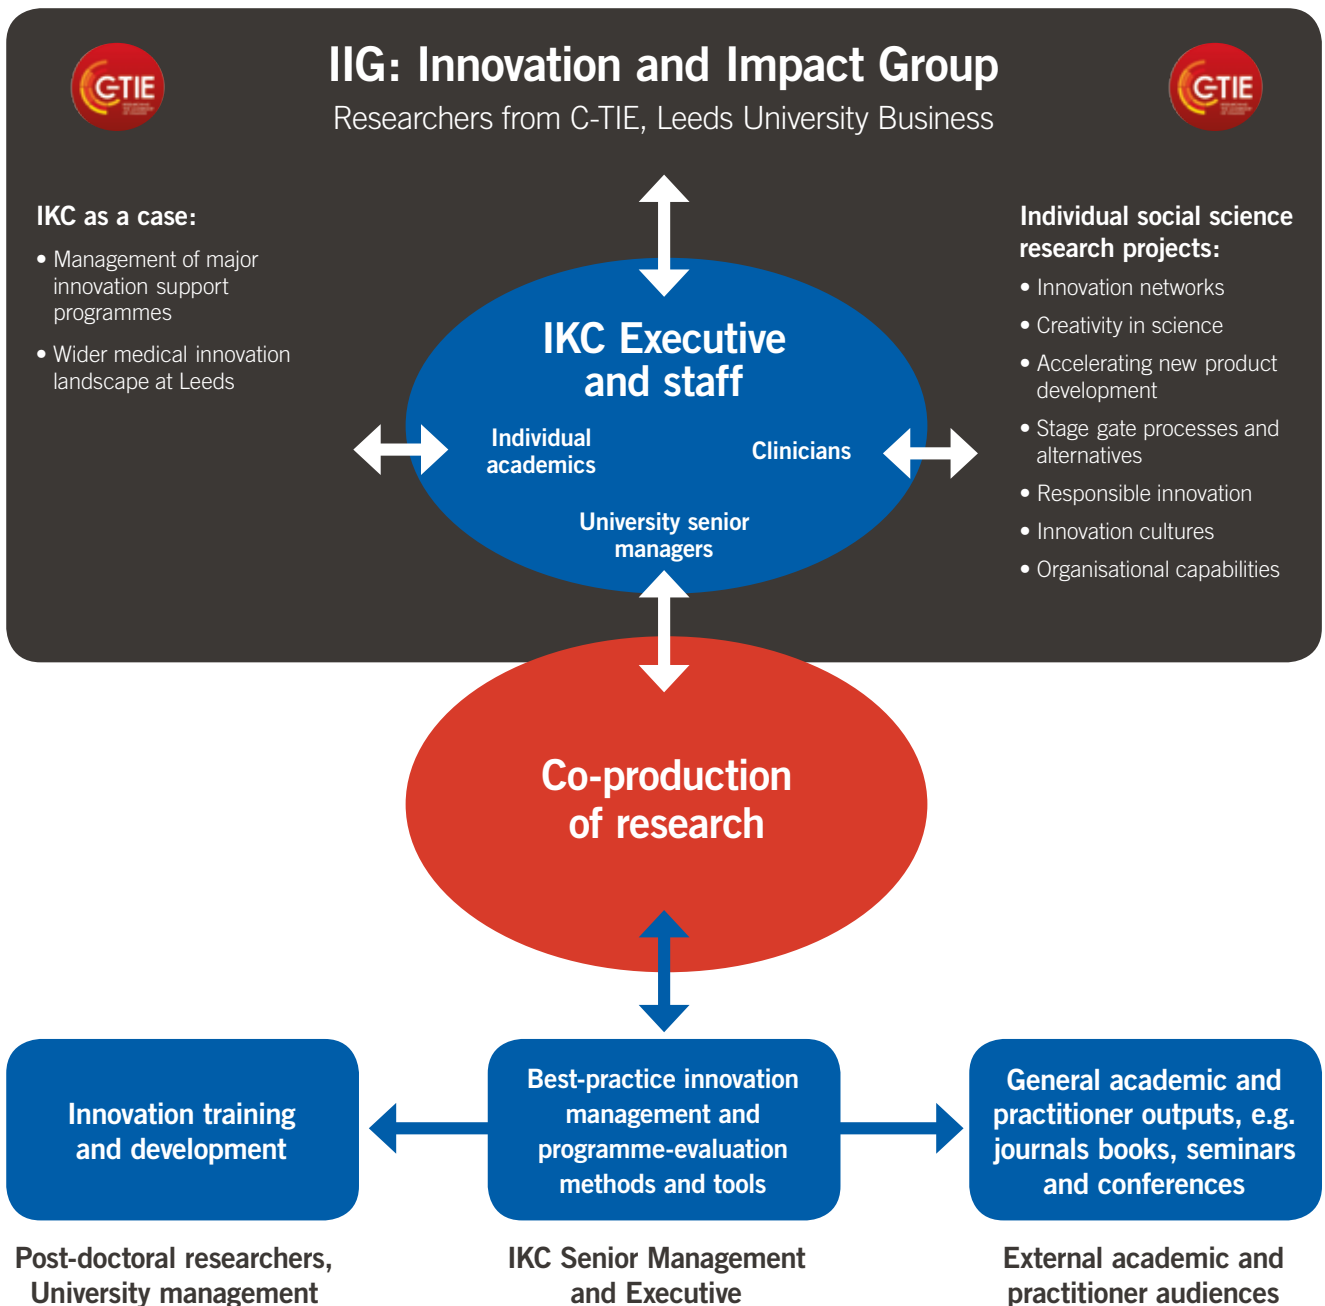 C-TIE
IIG: Innovation and Impact Group
Researchers from C-TIE, Leeds University Business
C-TIE
IKC as a case:
• Management of major
innovation support
programmes
• Wider medical innovation
landscape at Leeds
IKC Executive
and staff
Individual
academics
Clinicians
University senior
managers
Individual social science
research projects:
• Innovation networks
• Creativity in science
• Accelerating new product
development
• Stage gate processes and
alternatives
• Responsible innovation
• Innovation cultures
• Organisational capabilities
Co-production
of research
Innovation training
and development
Best-practice innovation
management and
programme-evaluation
methods and tools
General academic and
practitioner outputs, e.g.
journals books, seminars
and conferences
Post-doctoral researchers,
University management
IKC Senior Management
and Executive
External academic and
practitioner audiences